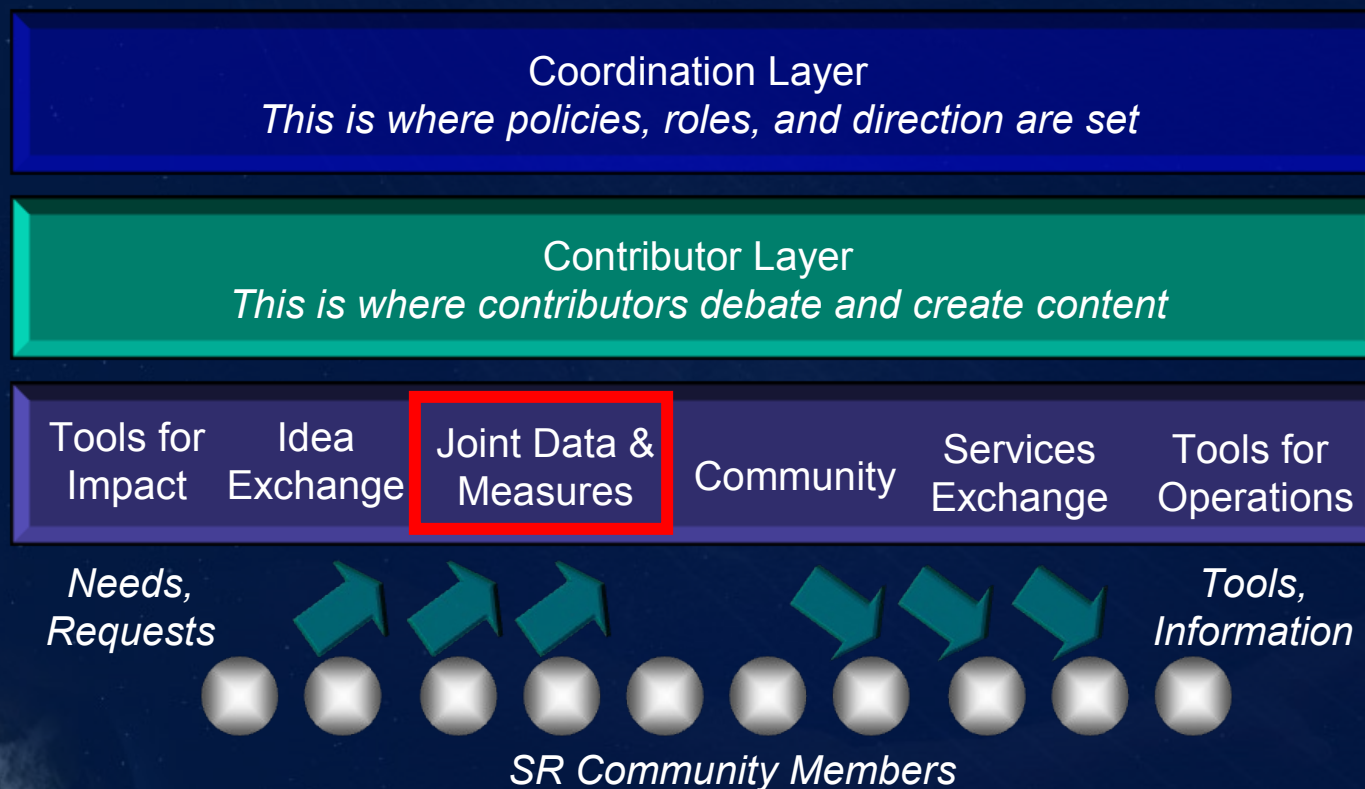 Coordination Layer
This is where policies, roles, and direction are set
Contributor Layer
This is where contributors debate and create content
Tools for
Impact
Idea
Exchange
Joint Data &
Measures
Community
Services
Exchange
Tools for
Operations
Needs,
Requests
Tools,
Information
SR Community Members